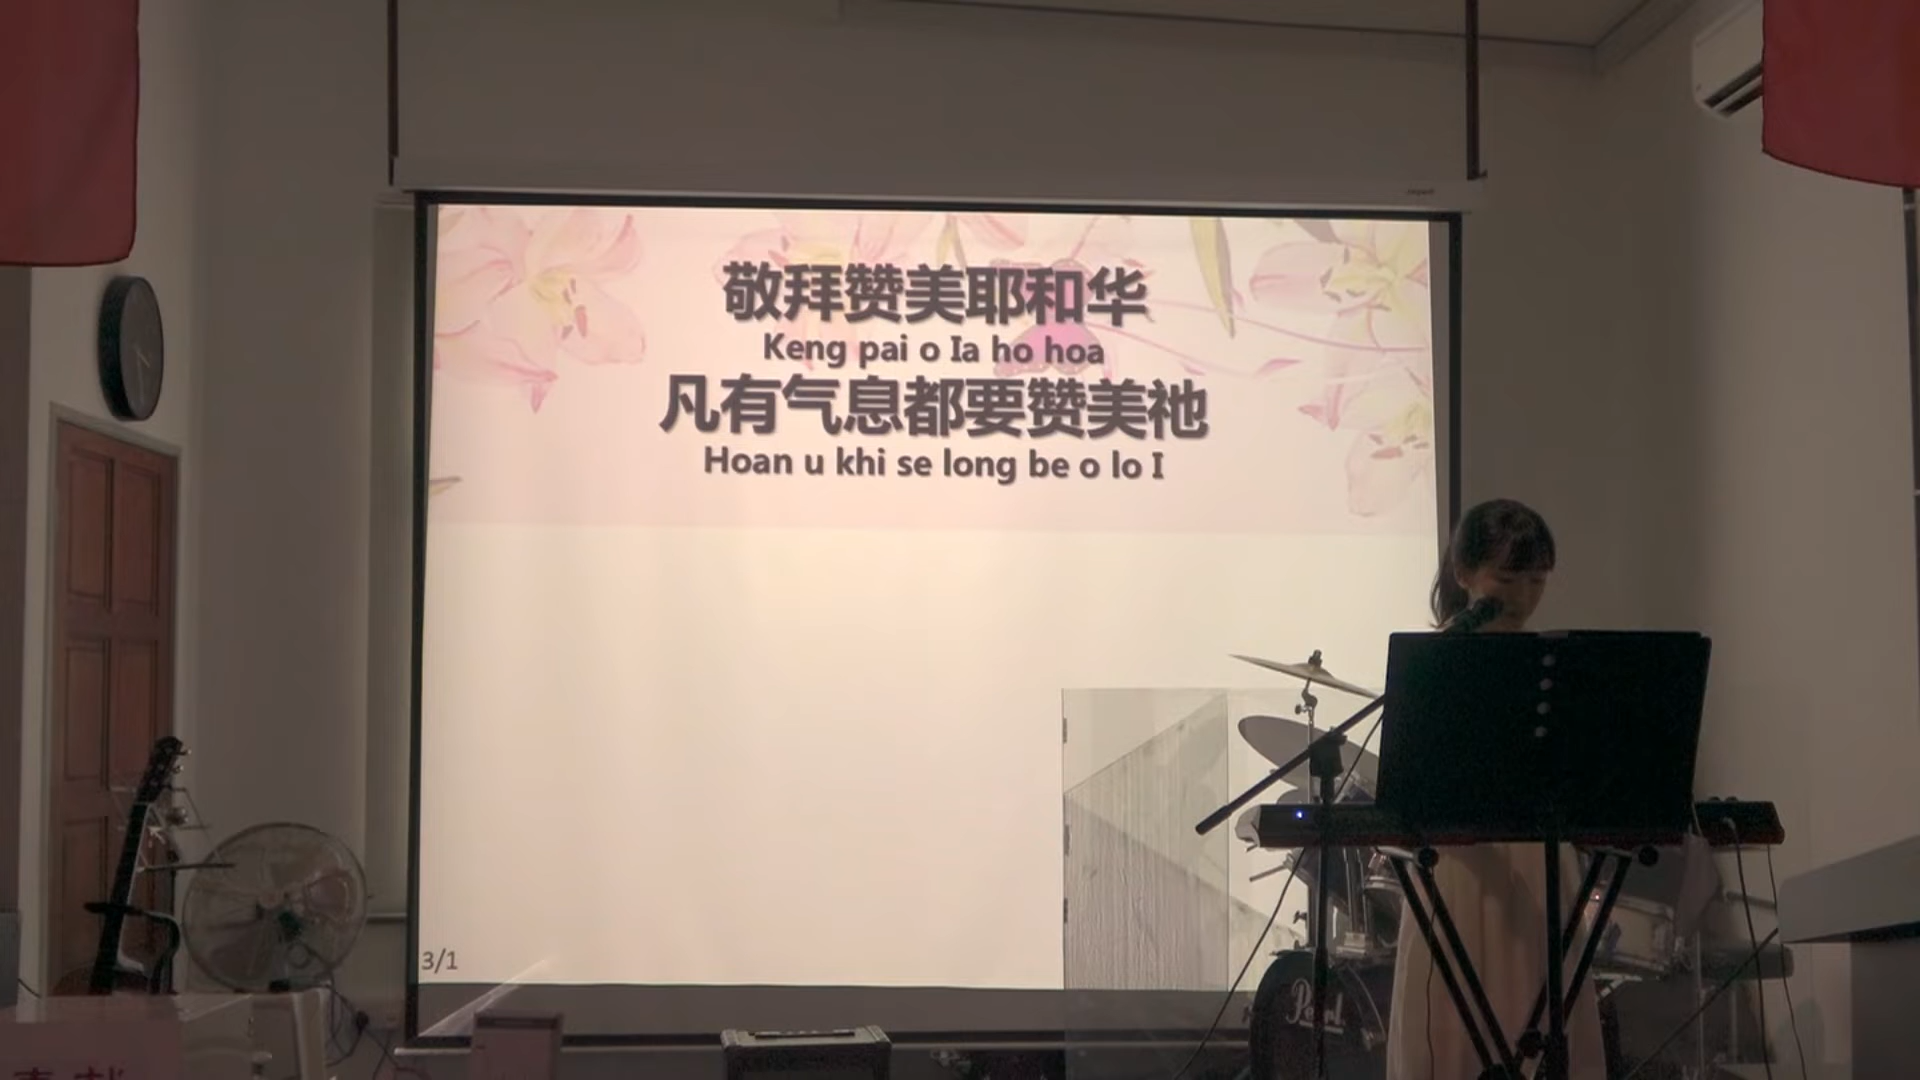 敬拜赞美耶和华
Keng pai o Ia ho hoa
凡有气息都要赞美祂
Hoan u khi se long be o lo I
3/1
Pearl